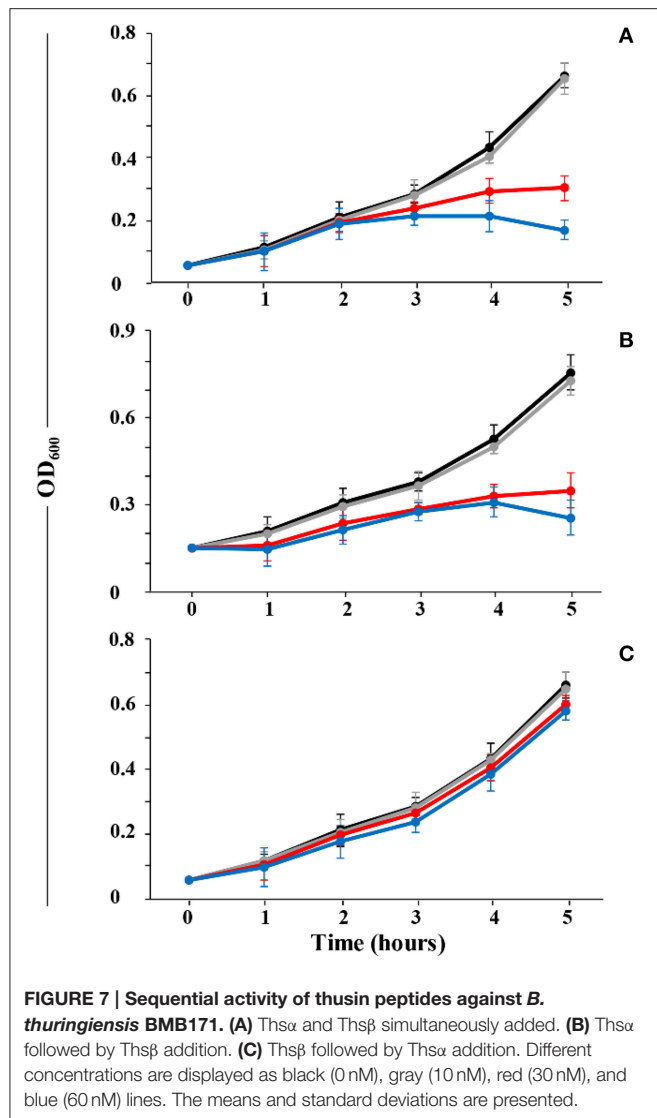 OD600
A
0.8
0.6
0.4
0.2
0
0 1 2 3 4 5
B
0.9
0.6
0.3
0
0 1 2 3 4 5
C
0.8
0.6
0.4
0.2
0
0 1 2 3 4 5
Time (hours)
FIGURE 7 | Sequential activity of thusin peptides against B.
thuringiensis BMB171. (A) Thsα and Thsβ simultaneously added. (B) Thsα
followed by Thsβ addition. (C) Thsβ followed by Thsα addition. Different
concentrations are displayed as black (0 nM), gray (10 nM), red (30 nM), and
blue (60 nM) lines. The means and standard deviations are presented.